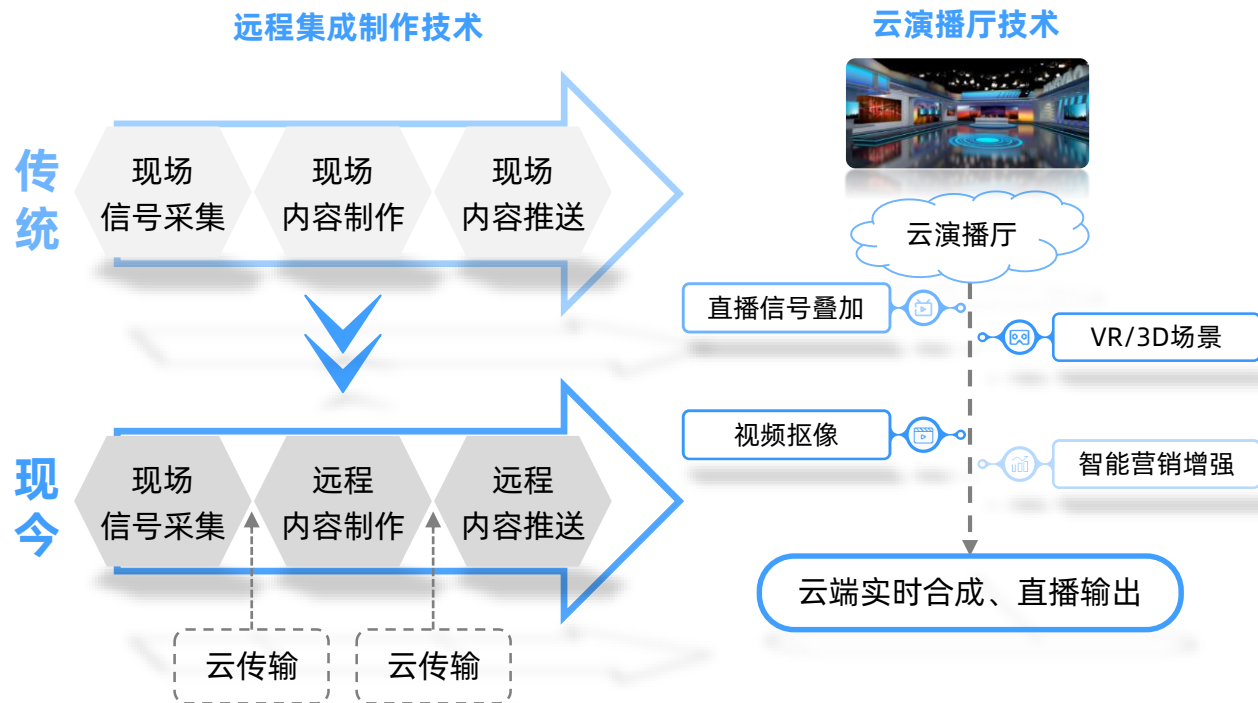 远程集成制作技术
传
统
现场
信号采集
现场
内容制作
现场
内容推送
现
今
现场
信号采集
远程
内容制作
远程
内容推送
云传输
云传输
云演播厅技术
云演播厅
直播信号叠加
VR/3D场景
视频抠像
智能营销增强
云端实时合成、直播输出